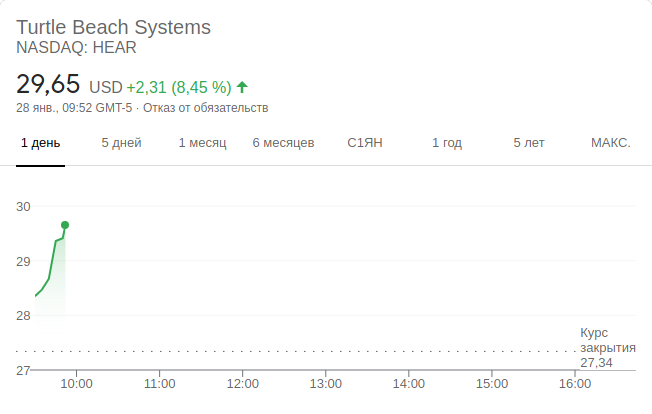 Turtle Beach Systems
NASDAQ: HEAR
29,65 USD +2,31 (8,45 %)
28 янв., 09:52 GMT-5 · Отказ от обязательств
1 день 5 дней 1 месяц 6 месяцев С1ЯН 1 год 5 лет МАКС.
30
29
28
Курс
закрытия
27,34
27
10:00 11:00 12:00 13:00 14:00 15:00 16:00